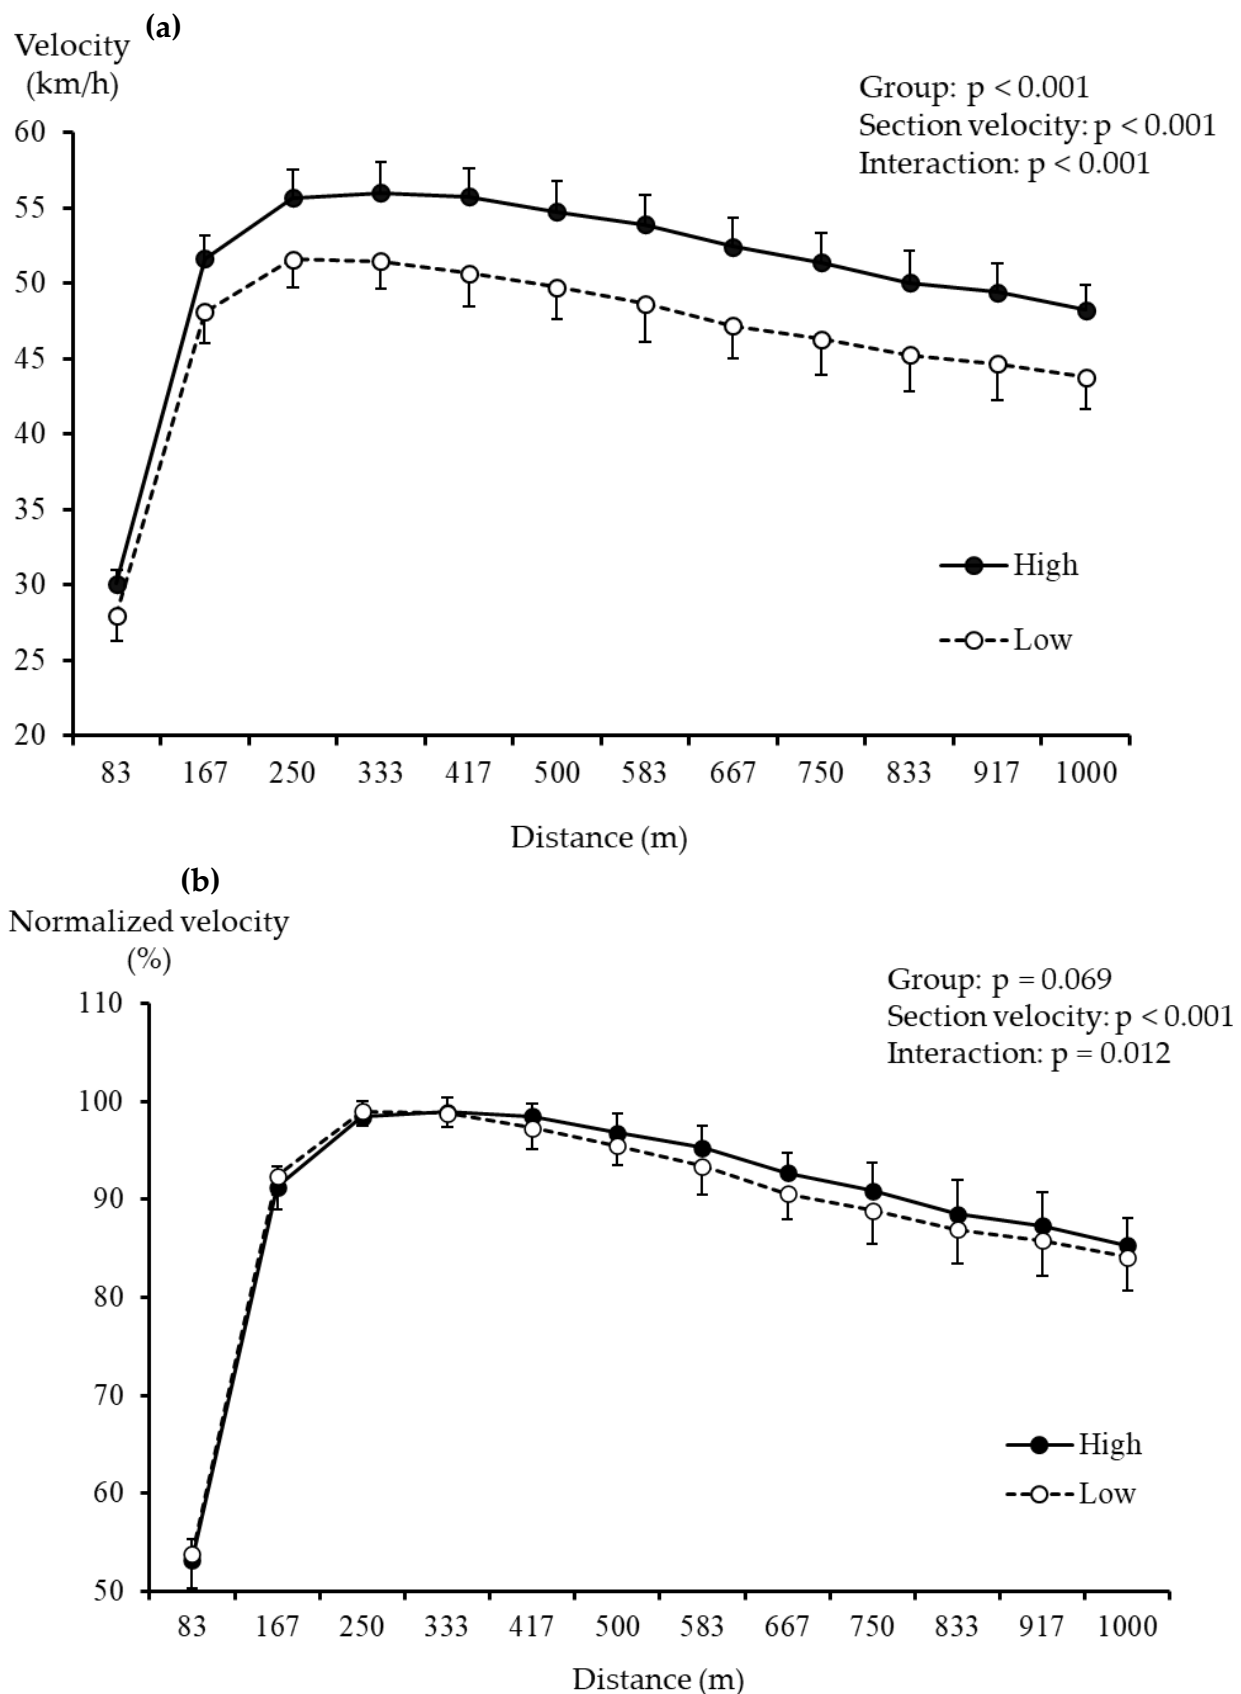 (a)
Velocity
(km/h)
Group: p < 0.001
Section velocity: p < 0.001
Interaction: p < 0.001
60
55
50
45
40
35
30
25
20
High
Low
83 167 250 333 417 500 583 667 750 833 917 1000
Distance (m)
(b)
Normalized velocity
(%)
Group: p = 0.069
Section velocity: p < 0.001
Interaction: p = 0.012
110
100
90
80
70
60
50
High
Low
83 167 250 333 417 500 583 667 750 833 917 1000
Distance (m)